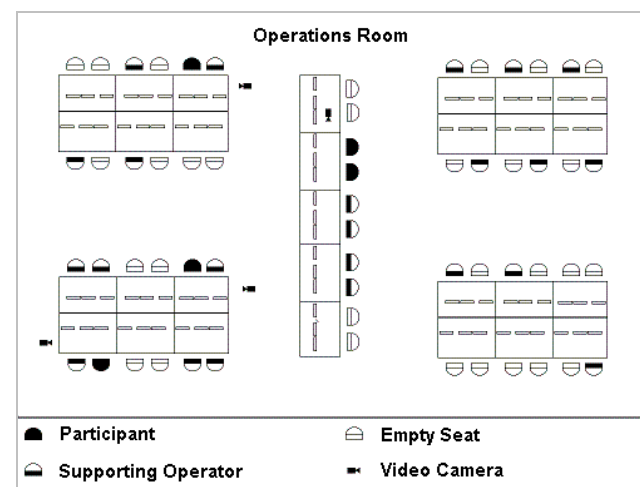 Operations Room
Participant
Empty Seat
Supporting Operator
Video Camera